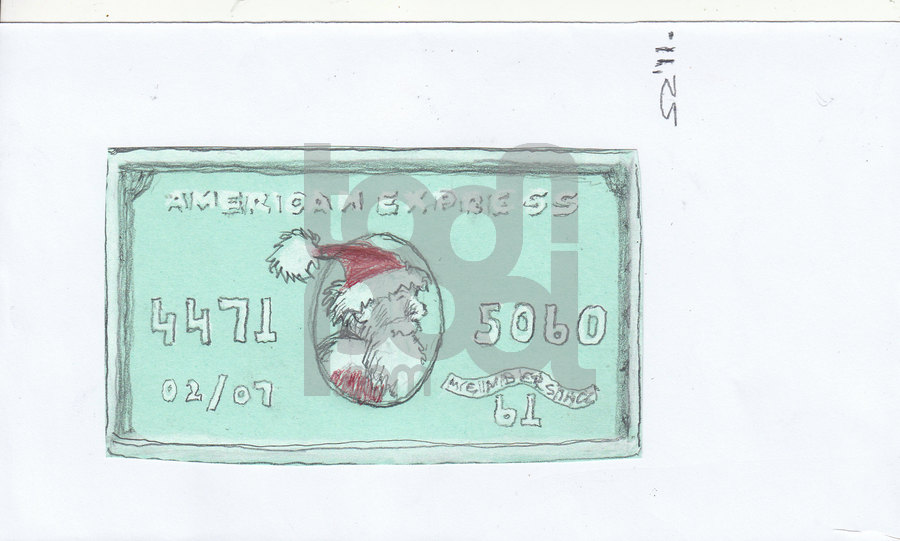 AMERICAN EXPRESS
4471 5060
02/07
MEMBER SINCE
61